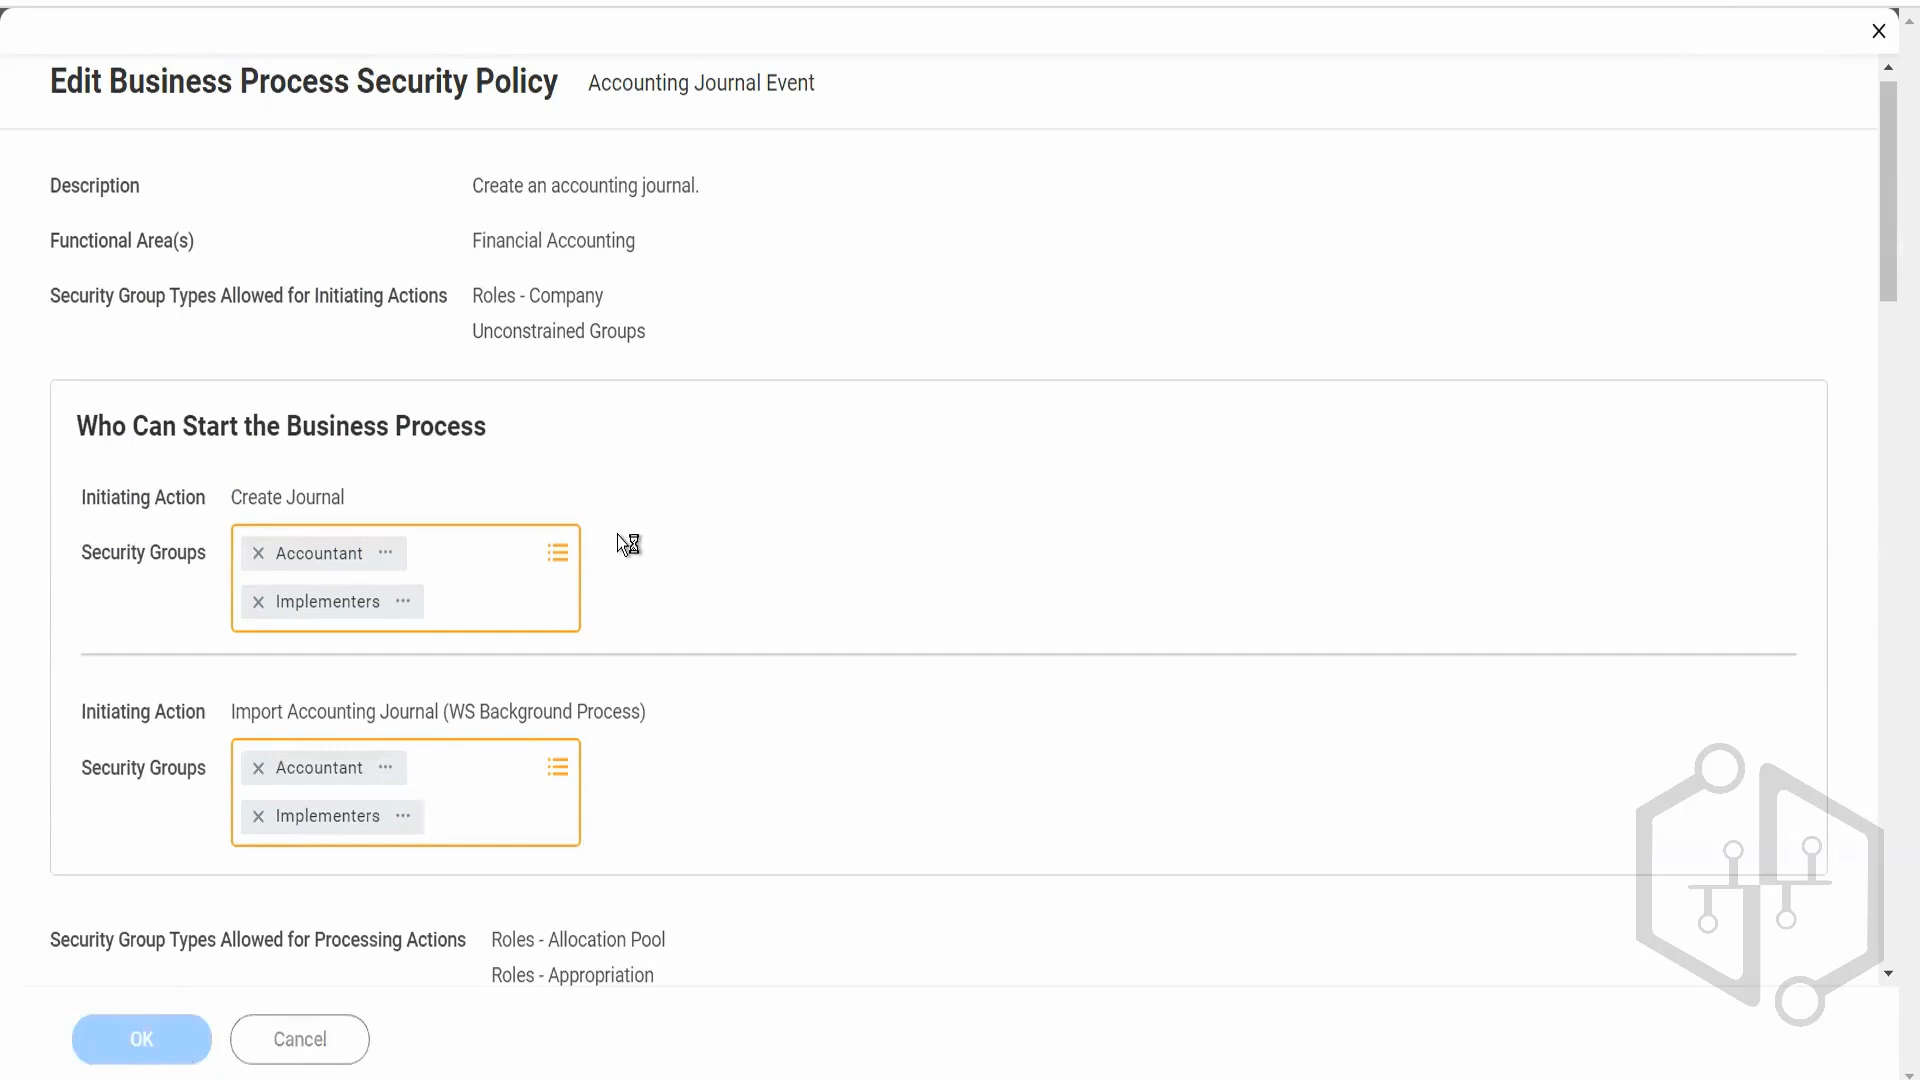 Edit Business Process Security Policy Accounting Journal Event
Description Create an accounting journal.
Functional Area(s) Financial Accounting
Security Group Types Allowed for Initiating Actions Roles - Company
Unconstrained Groups
Who Can Start the Business Process
Initiating Action Create Journal
Security Groups Accountant
Implementers
Initiating Action Import Accounting Journal (WS Background Process)
Security Groups Accountant
Implementers
Security Group Types Allowed for Processing Actions Roles - Allocation Pool
Roles - Appropriation
OK Cancel